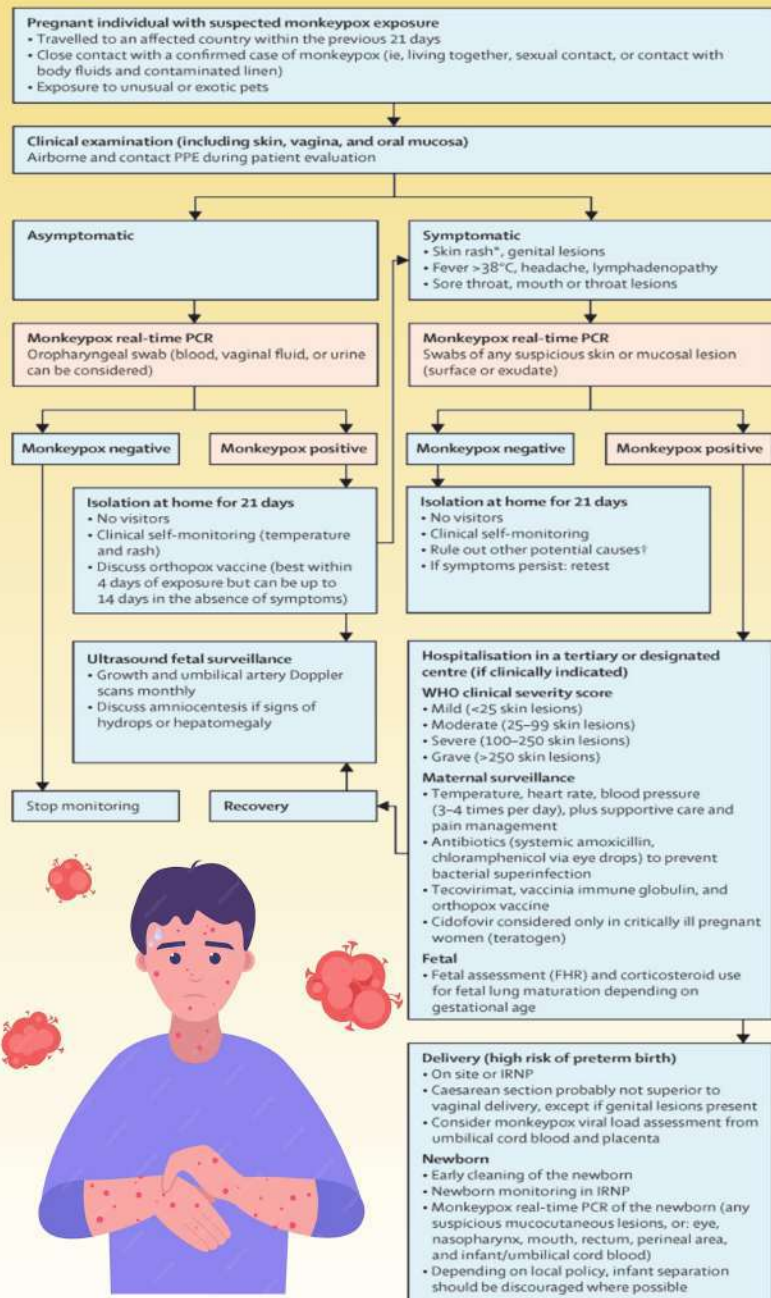 Pregnant individual with suspected monkeypox exposure
• Travelled to an affected country within the previous 21 days
• Close contact with a confirmed case of monkeypox (ie, living together, sexual contact, or contact with
body fluids and contaminated linen)
• Exposure to unusual or exotic pets
Clinical examination (including skin, vagina, and oral mucosa)
Airborne and contact PPE during patient evaluation
Asymptomatic
Symptomatic
• Skin rash*, genital lesions
• Fever >38°C, headache, lymphadenopathy
• Sore throat, mouth or throat lesions
Monkeypox real-time PCR
Oropharyngeal swab (blood, vaginal fluid, or urine
can be considered)
Monkeypox real-time PCR
Swabs of any suspicious skin or mucosal lesion
(surface or exudate)
Monkeypox negative
Monkeypox positive
Monkeypox negative
Monkeypox positive
Isolation at home for 21 days
• No visitors
• Clinical self-monitoring (temperature
and rash)
• Discuss orthopox vaccine (best within
4 days of exposure but can be up to
14 days in the absence of symptoms)
Isolation at home for 21 days
• No visitors
• Clinical self-monitoring
• Rule out other potential causes†
• If symptoms persist: retest
Ultrasound fetal surveillance
• Growth and umbilical artery Doppler
scans monthly
• Discuss amniocentesis if signs of
hydrops or hepatomegaly
Hospitalisation in a tertiary or designated
centre (if clinically indicated)
WHO clinical severity score
• Mild (<25 skin lesions)
• Moderate (25–99 skin lesions)
• Severe (100–250 skin lesions)
• Grave (>250 skin lesions)
Maternal surveillance
• Temperature, heart rate, blood pressure
(3–4 times per day), plus supportive care and
pain management
• Antibiotics (systemic amoxicillin,
chloramphenicol via eye drops) to prevent
bacterial superinfection
• Tecovirimat, vaccinia immune globulin, and
orthopox vaccine
• Cidofovir considered only in critically ill pregnant
women (teratogen)
Fetal
• Fetal assessment (FHR) and corticosteroid use
for fetal lung maturation depending on
gestational age
Stop monitoring
Recovery
Delivery (high risk of preterm birth)
• On site or IRNP
• Caesarean section probably not superior to
vaginal delivery, except if genital lesions present
• Consider monkeypox viral load assessment from
umbilical cord blood and placenta
Newborn
• Early cleaning of the newborn
• Newborn monitoring in IRNP
• Monkeypox real-time PCR of the newborn (any
suspicious mucocutaneous lesions, or: eye,
nasopharynx, mouth, rectum, perineal area,
and infant/umbilical cord blood)
• Depending on local policy, infant separation
should be discouraged where possible